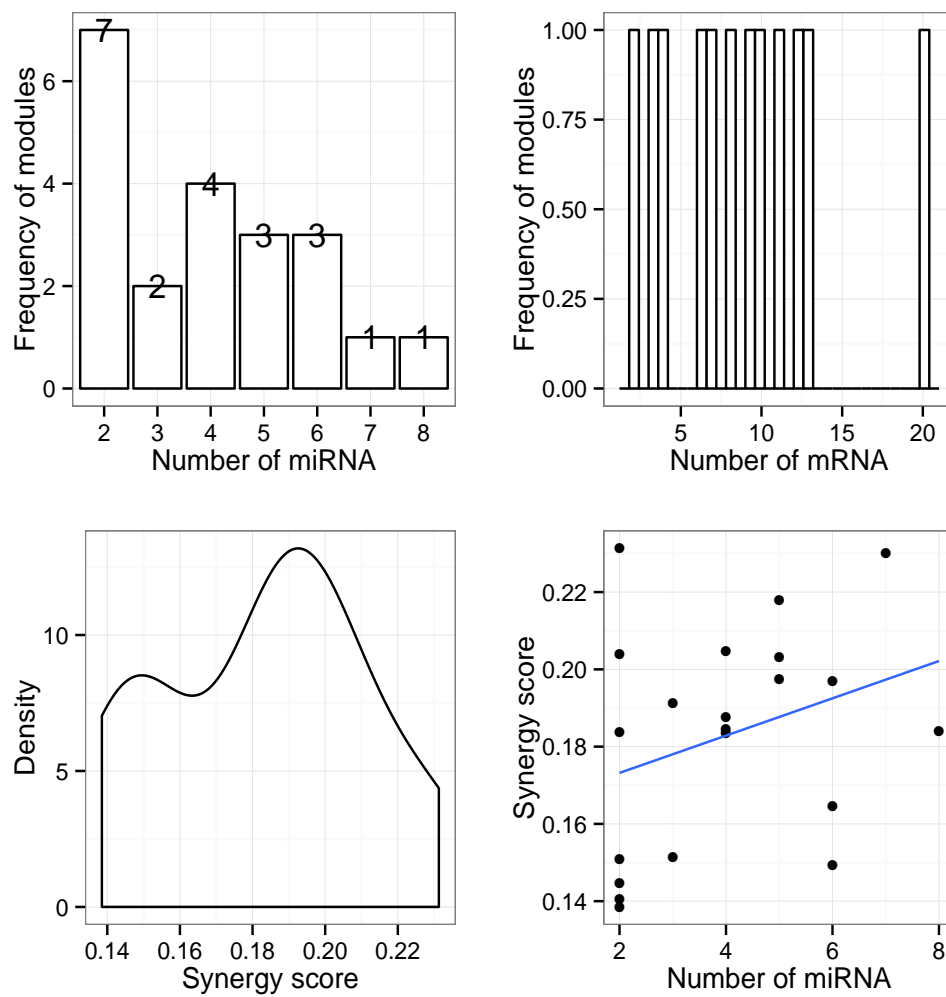 Frequency of modules
6
4
2
0
7
2
4
3
3
1
1
2 3 4 5 6 7 8
Number of miRNA
Frequency of modules
1.00
0.75
0.50
0.25
0.00
5 10 15 20
Number of mRNA
Density
10
5
0
0.14 0.16 0.18 0.20 0.22
Synergy score
Synergy score
0.22
0.20
0.18
0.16
0.14
2 4 6 8
Number of miRNA